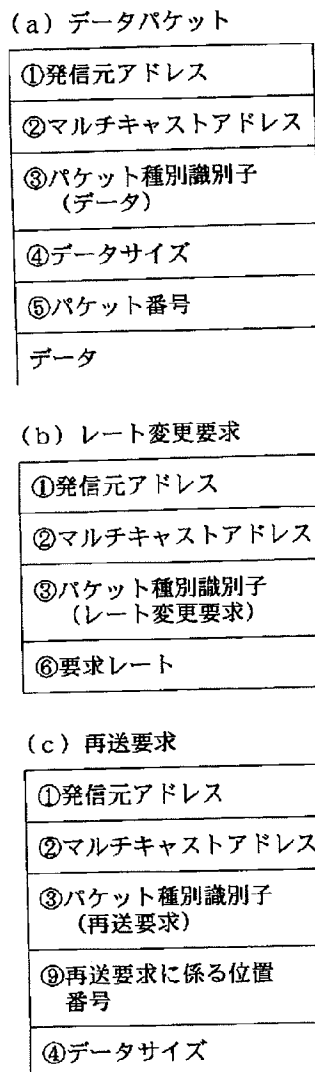 (a) データパケット
①発信元アドレス
②マルチキャストアドレス
③パケット種別識別子
(データ)
④データサイズ
⑤パケット番号
データ
(b) レート変更要求
①発信元アドレス
②マルチキャストアドレス
③パケット種別識別子
(レート変更要求)
⑥要求レート
(c) 再送要求
①発信元アドレス
②マルチキャストアドレス
③パケット種別識別子
(再送要求)
⑨再送要求に係る位置
番号
④データサイズ